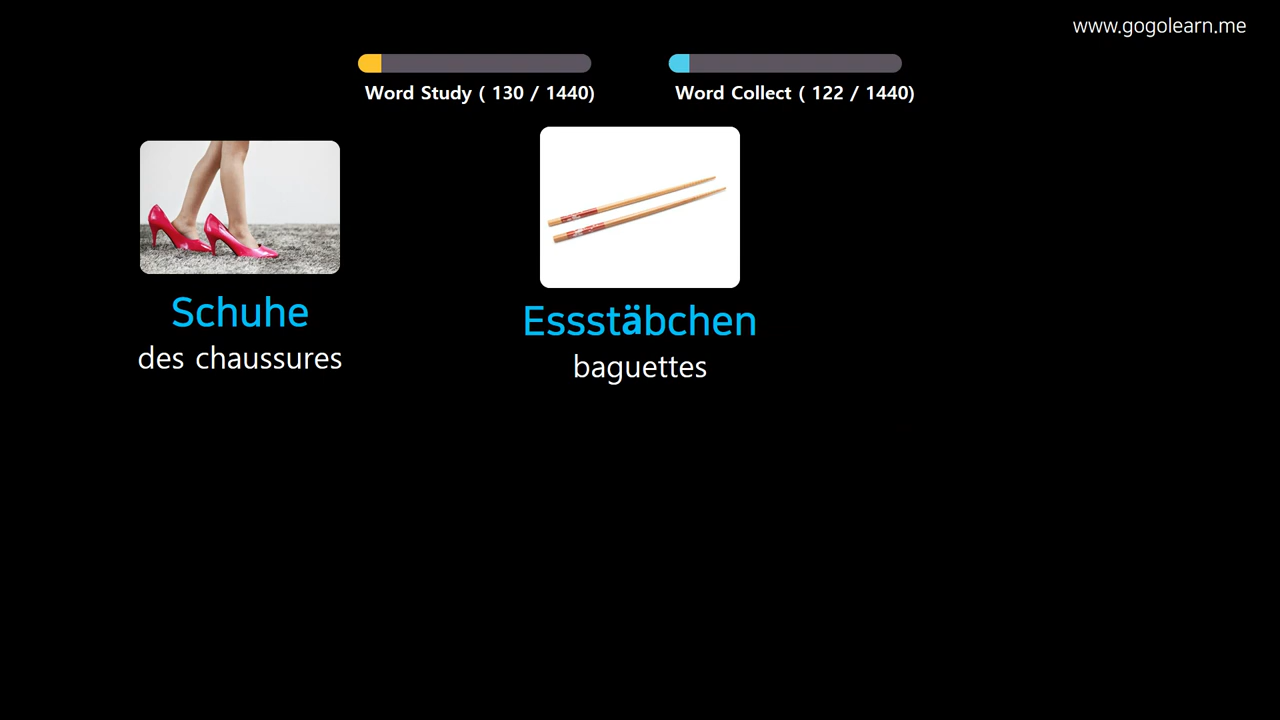 www.gogolearn.me
Word Study ( 130 / 1440)
Word Collect ( 122 / 1440)
Schuhe
des chaussures
Essstäbchen
baguettes